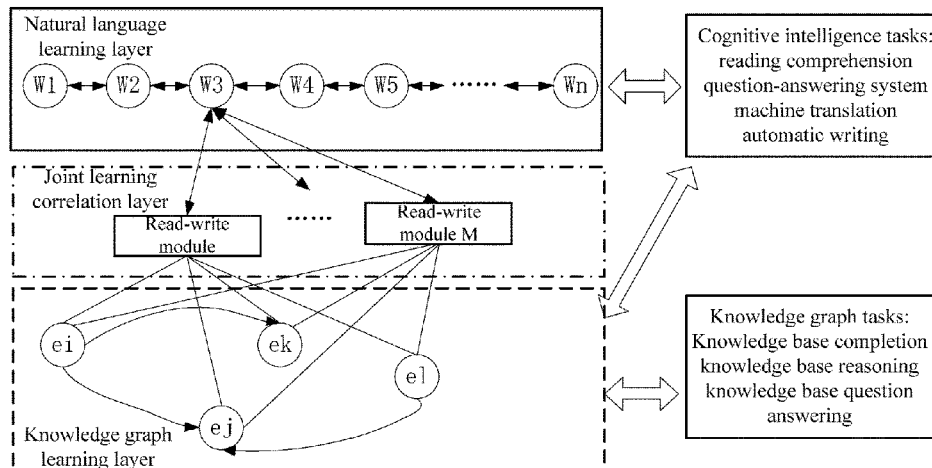 Natural language
learning layer
W1 W2 W3 W4 W5 ...... Wn
Cognitive intelligence tasks:
reading comprehension
question-answering system
machine translation
automatic writing
Joint learning
correlation layer
Read-write
module
......
Read-write
module M
ei
ek
el
ej
Knowledge graph
learning layer
Knowledge graph tasks:
Knowledge base completion
knowledge base reasoning
knowledge base question
answering